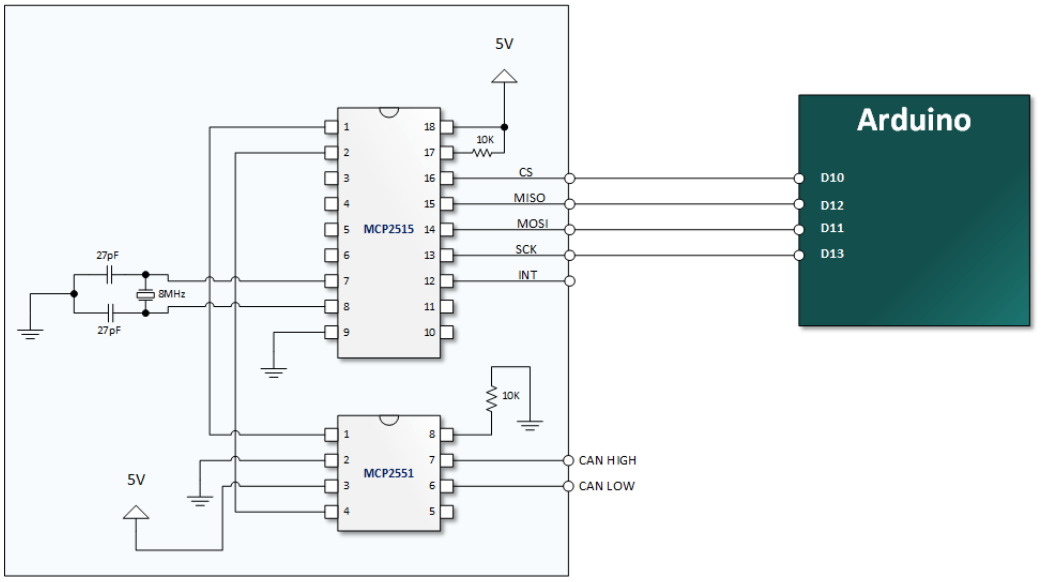 5V
Arduino
1
18
10K
2
17
3
16
CS
D10
4
15
MISO
D12
5
MCP2515
14
MOSI
D11
27pF
6
13
SCK
D13
7
12
INT
8MHz
8
11
27pF
9
10
10K
1
8
2
7
CAN HIGH
MCP2551
5V
3
6
CAN LOW
4
5